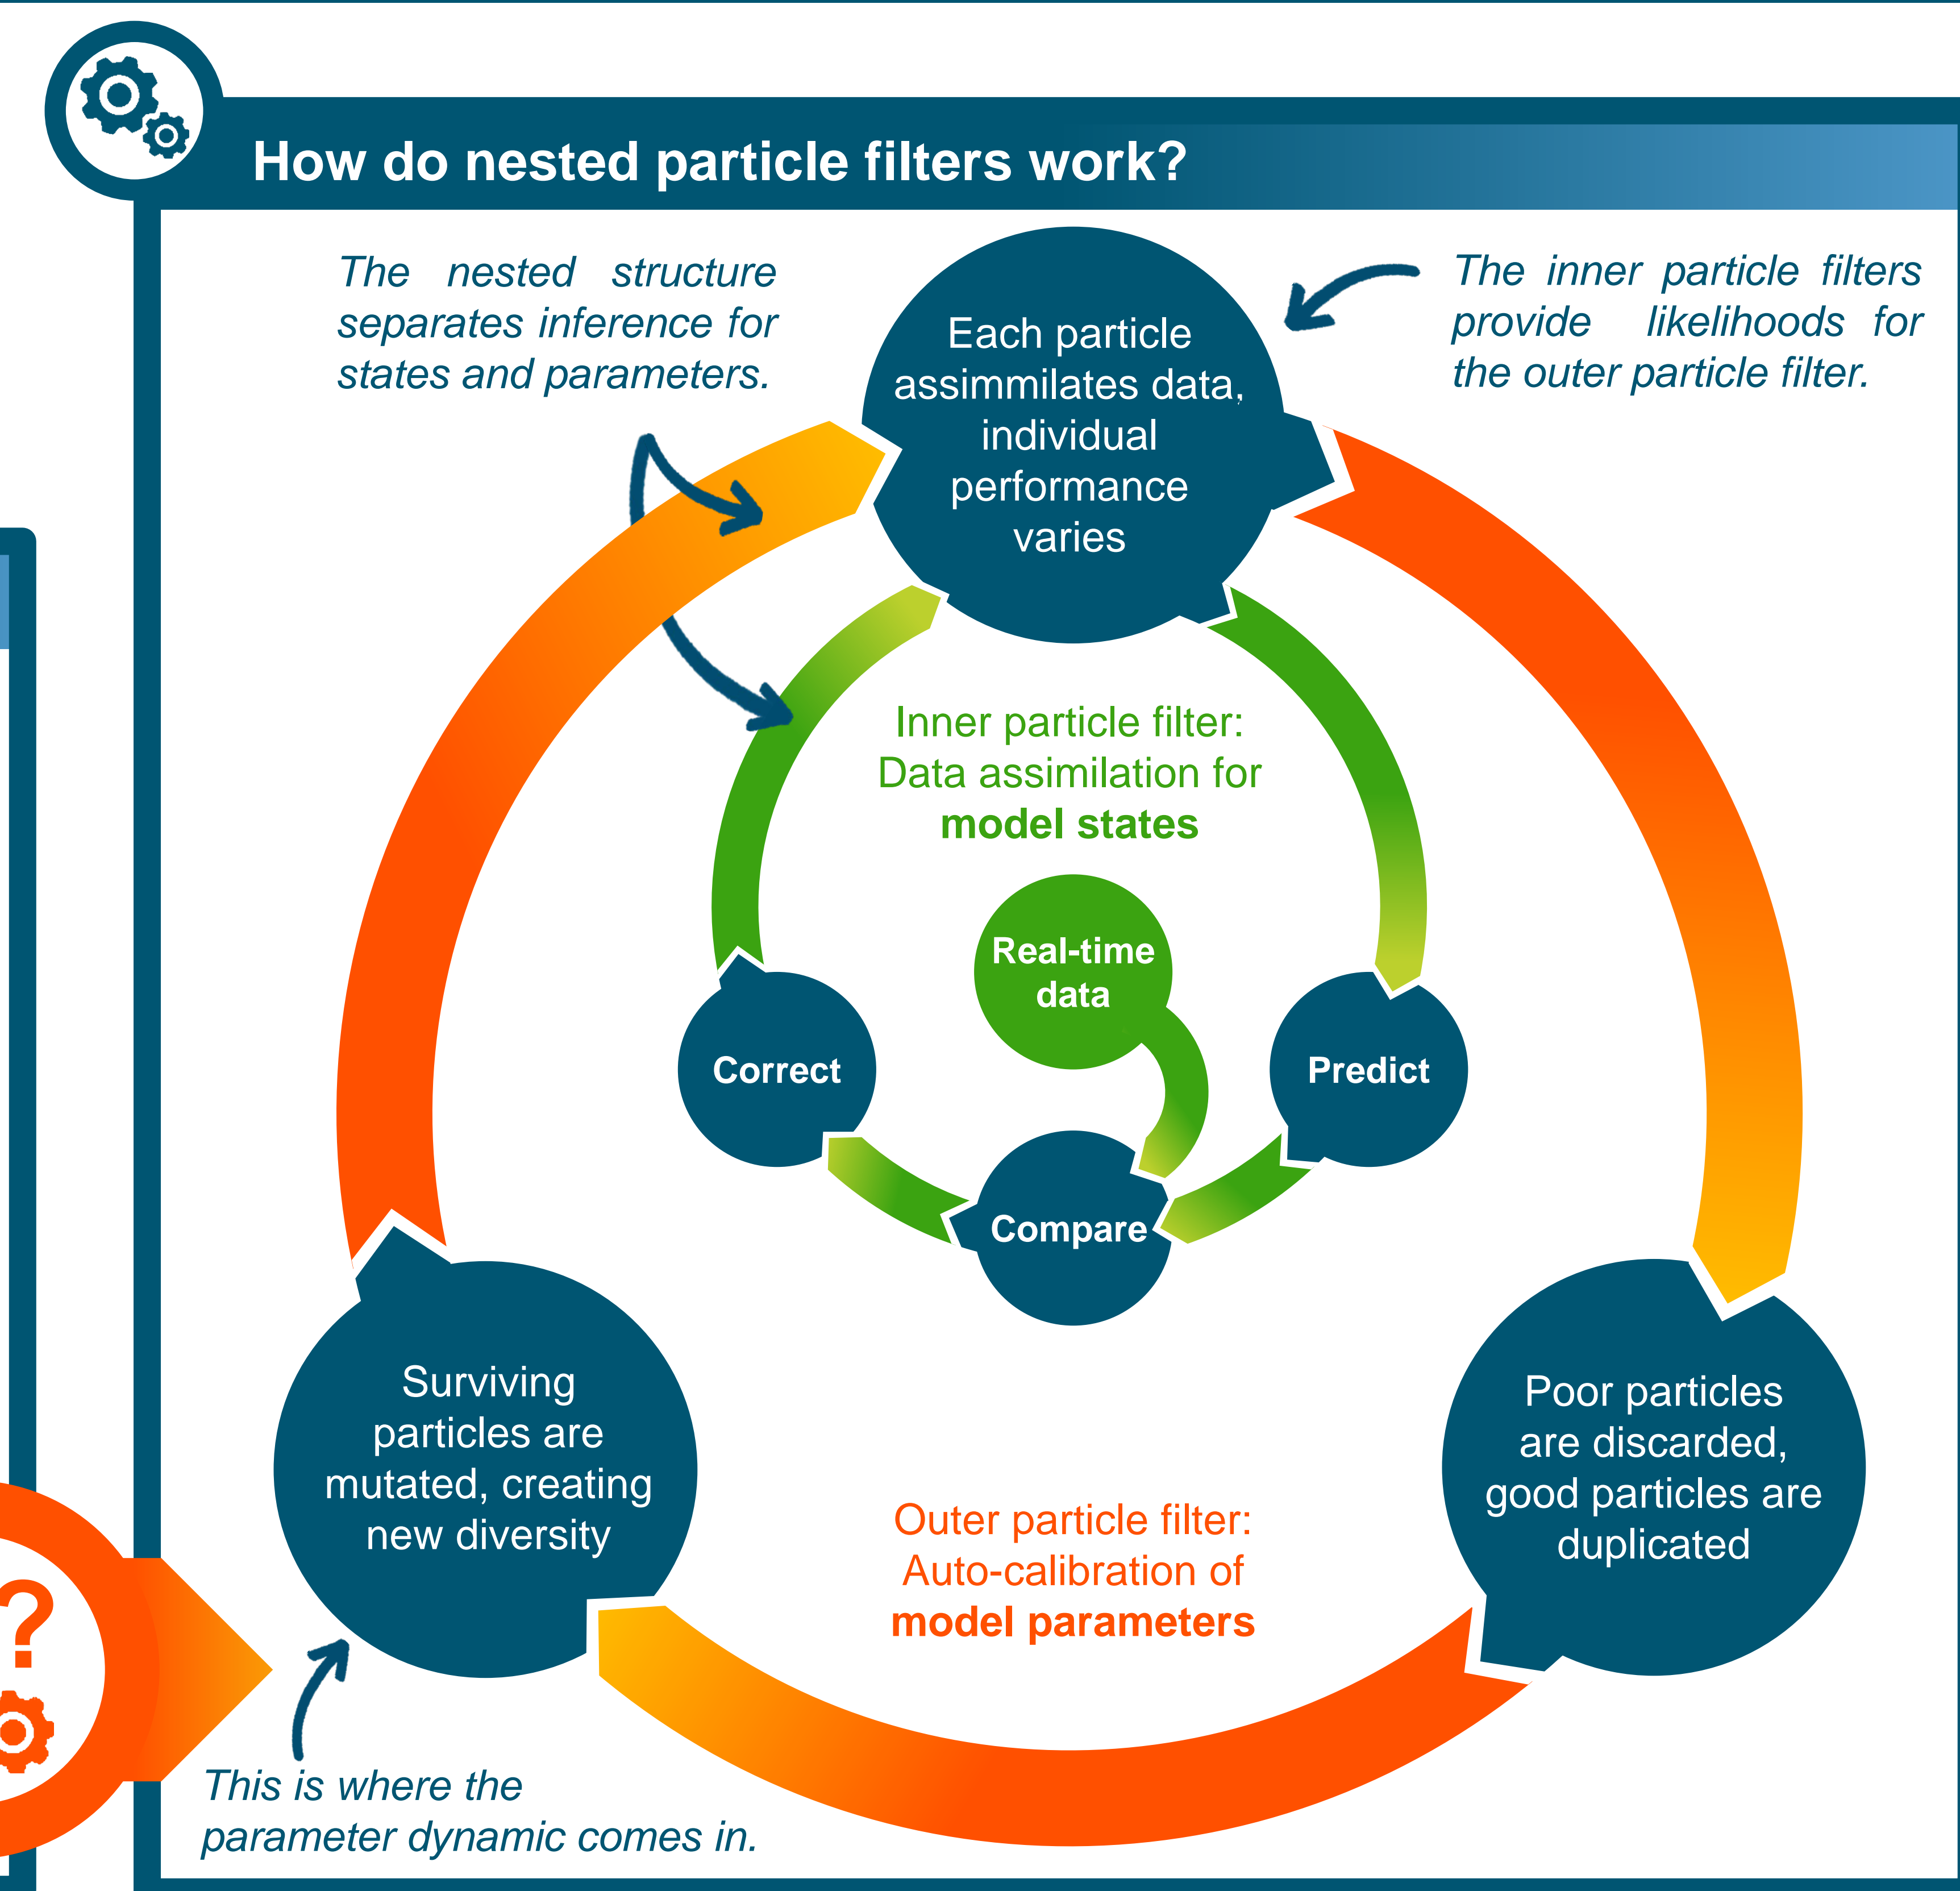 How do nested particle filters work?
The nested structure
separates inference for
states and parameters.
The inner particle filters
provide likelihoods for
the outer particle filter.
Each particle
assimmilates data,
individual
performance
varies
Inner particle filter:
Data assimilation for
model states
Real-time
data
Correct
Predict
Compare
Surviving
particles are
mutated, creating
new diversity
Poor particles
are discarded,
good particles are
duplicated
Outer particle filter:
Auto-calibration of
model parameters
?
This is where the
parameter dynamic comes in.